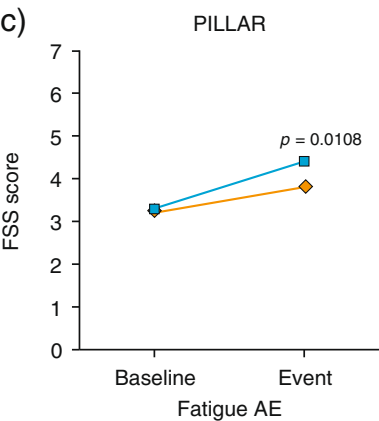 c)
PILLAR
7
6
5
4
3
2
1
0
FSS score
p = 0.0108
Baseline
Event
Fatigue AE